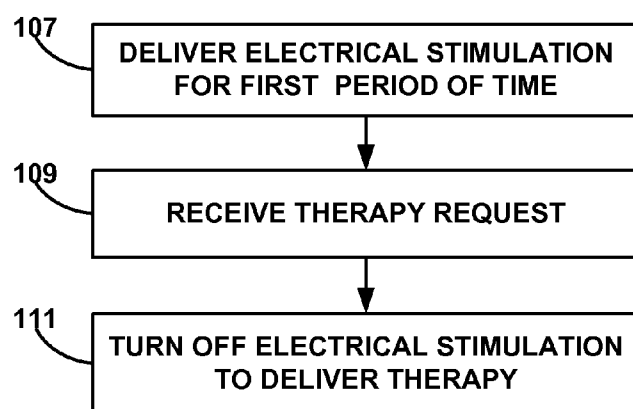 107
DELIVER ELECTRICAL STIMULATION
FOR FIRST PERIOD OF TIME
109
RECEIVE THERAPY REQUEST
111
TURN OFF ELECTRICAL STIMULATION
TO DELIVER THERAPY